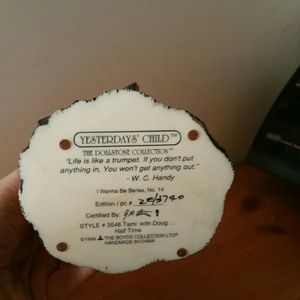 YESTERDAYS' CHILD™
THE DOLLSTONE COLLECTION™
"Life is like a trumpet. If you don't put
anything in, You won't get anything out."
- W. C. Handy
I Wanna Be Series, No. 14
Edition / pc #
Certified By:
STYLE # 3546 Tami with Doug ...
Half Time
©1999 THE BOYDS COLLECTION LTD®
HANDMADE IN CHINA